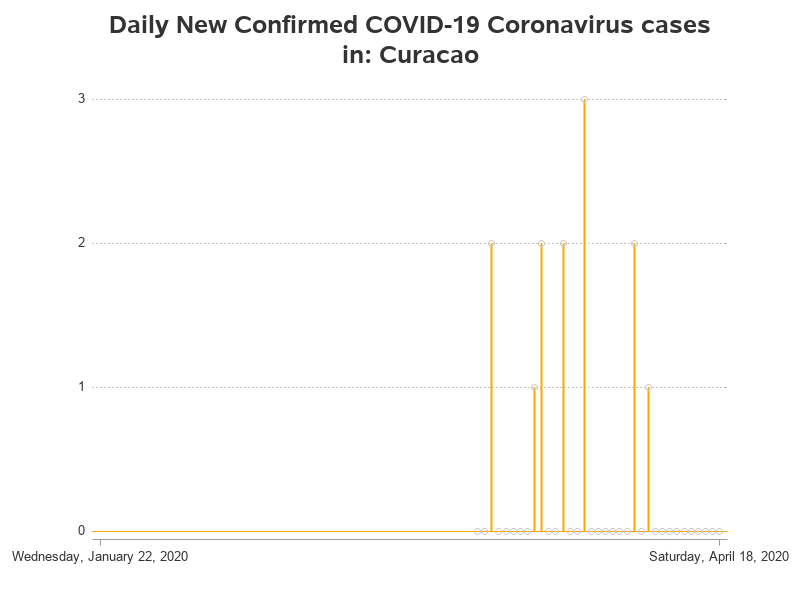 Daily New Confirmed COVID-19 Coronavirus cases
in: Curacao
3
2
1
0
Wednesday, January 22, 2020
Saturday, April 18, 2020